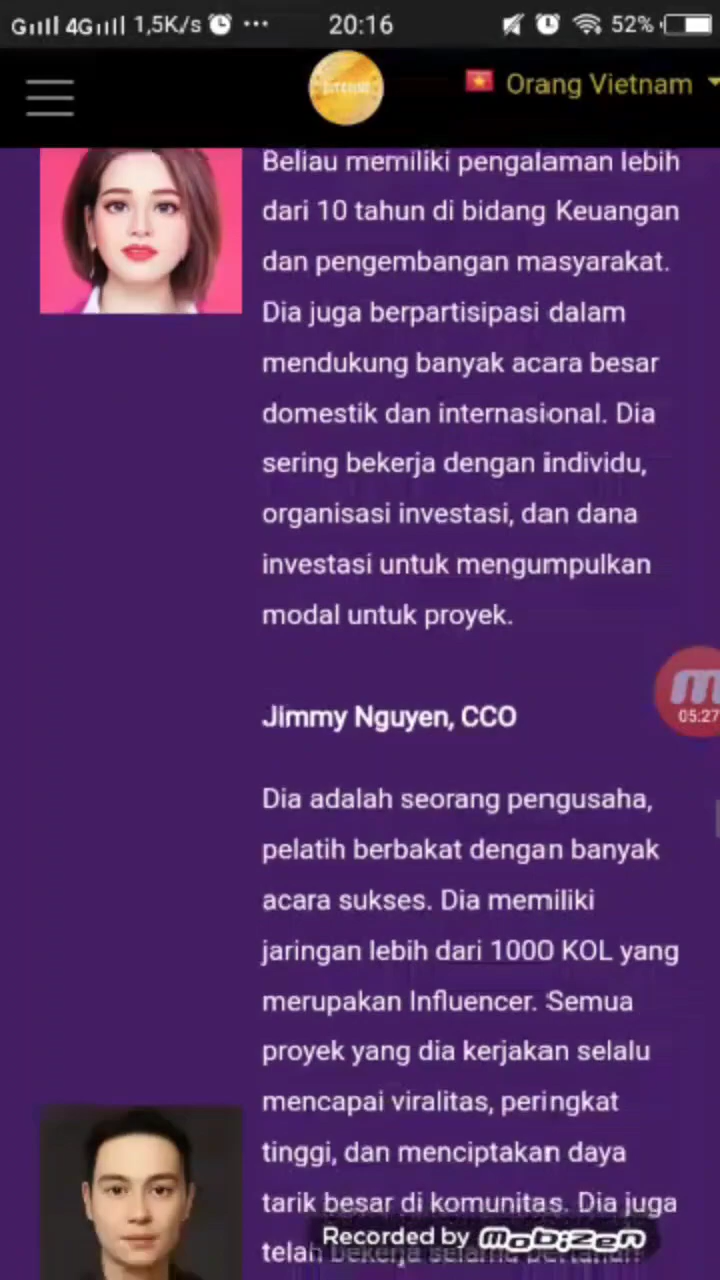 4G 1,5K/s 20:16 52%
Orang Vietnam
Beliau memiliki pengalaman lebih
dari 10 tahun di bidang Keuangan
dan pengembangan masyarakat.
Dia juga berpartisipasi dalam
mendukung banyak acara besar
domestik dan internasional. Dia
sering bekerja dengan individu,
organisasi investasi, dan dana
investasi untuk mengumpulkan
modal untuk proyek.
05:27
Jimmy Nguyen, CCO
Dia adalah seorang pengusaha,
pelatih berbakat dengan banyak
acara sukses. Dia memiliki
jaringan lebih dari 1000 KOL yang
merupakan Influencer. Semua
proyek yang dia kerjakan selalu
mencapai viralitas, peringkat
tinggi, dan menciptakan daya
tarik besar di komunitas. Dia juga
Recorded by mobizen
telah bekerja selama